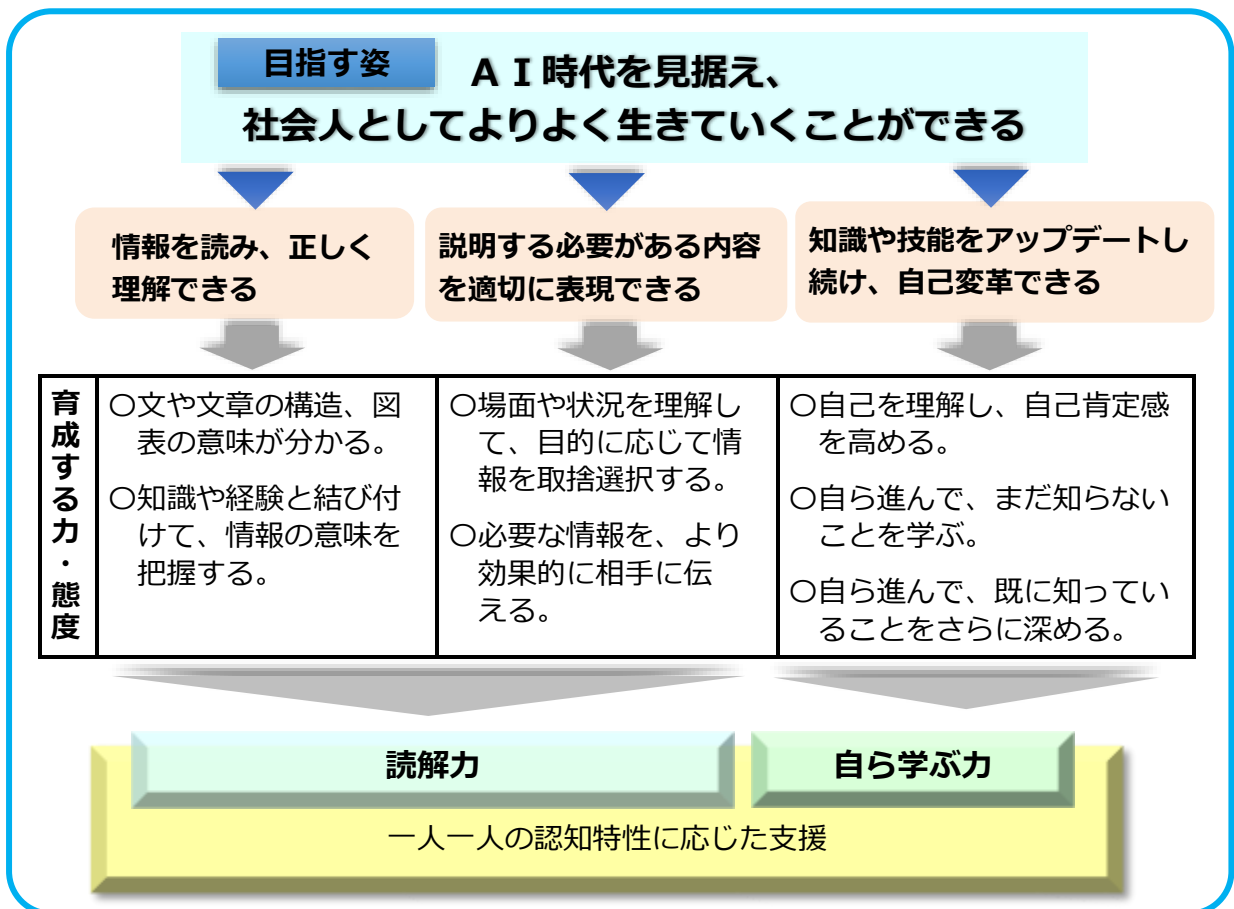 目指す姿
ＡＩ時代を見据え、
社会人としてよりよく生きていくことができる
情報を読み、正しく
理解できる
説明する必要がある内容
を適切に表現できる
知識や技能をアップデートし
続け、自己変革できる
育成する力・態度
○文や文章の構造、図
表の意味が分かる。
○知識や経験と結び付
けて、情報の意味を
把握する。
○場面や状況を理解し
て、目的に応じて情
報を取捨選択する。
○必要な情報を、より
効果的に相手に伝
える。
○自己を理解し、自己肯定感
を高める。
○自ら進んで、まだ知らない
ことを学ぶ。
○自ら進んで、既に知ってい
ることをさらに深める。
読解力
自ら学ぶ力
一人一人の認知特性に応じた支援